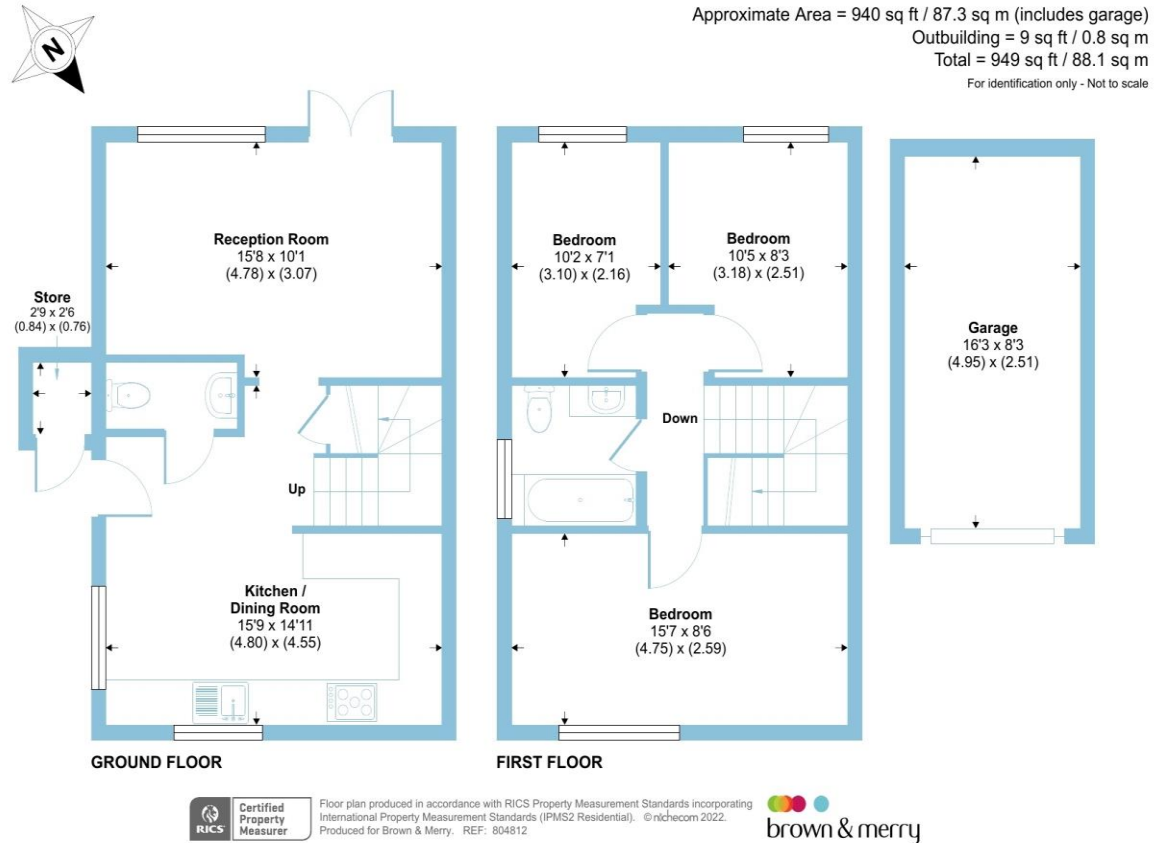 N
Approximate Area = 940 sq ft / 87.3 sq m (includes garage)
Outbuilding = 9 sq ft / 0.8 sq m
Total = 949 sq ft / 88.1 sq m
For identification only - Not to scale
Reception Room
15'8 x 10'1
(4.78) x (3.07)
Store
2'9 x 2'6
(0.84) x (0.76)
Up
Kitchen /
Dining Room
15'9 x 14'11
(4.80) x (4.55)
GROUND FLOOR
Bedroom
10'2 x 7'1
(3.10) x (2.16)
Bedroom
10'5 x 8'3
(3.18) x (2.51)
Down
Bedroom
15'7 x 8'6
(4.75) x (2.59)
FIRST FLOOR
Garage
16'3 x 8'3
(4.95) x (2.51)
RICS
Certified
Property
Measurer
Floor plan produced in accordance with RICS Property Measurement Standards incorporating
International Property Measurement Standards (IPMS2 Residential). © nichecom 2022.
Produced for Brown & Merry. REF: 804812
brown & merry